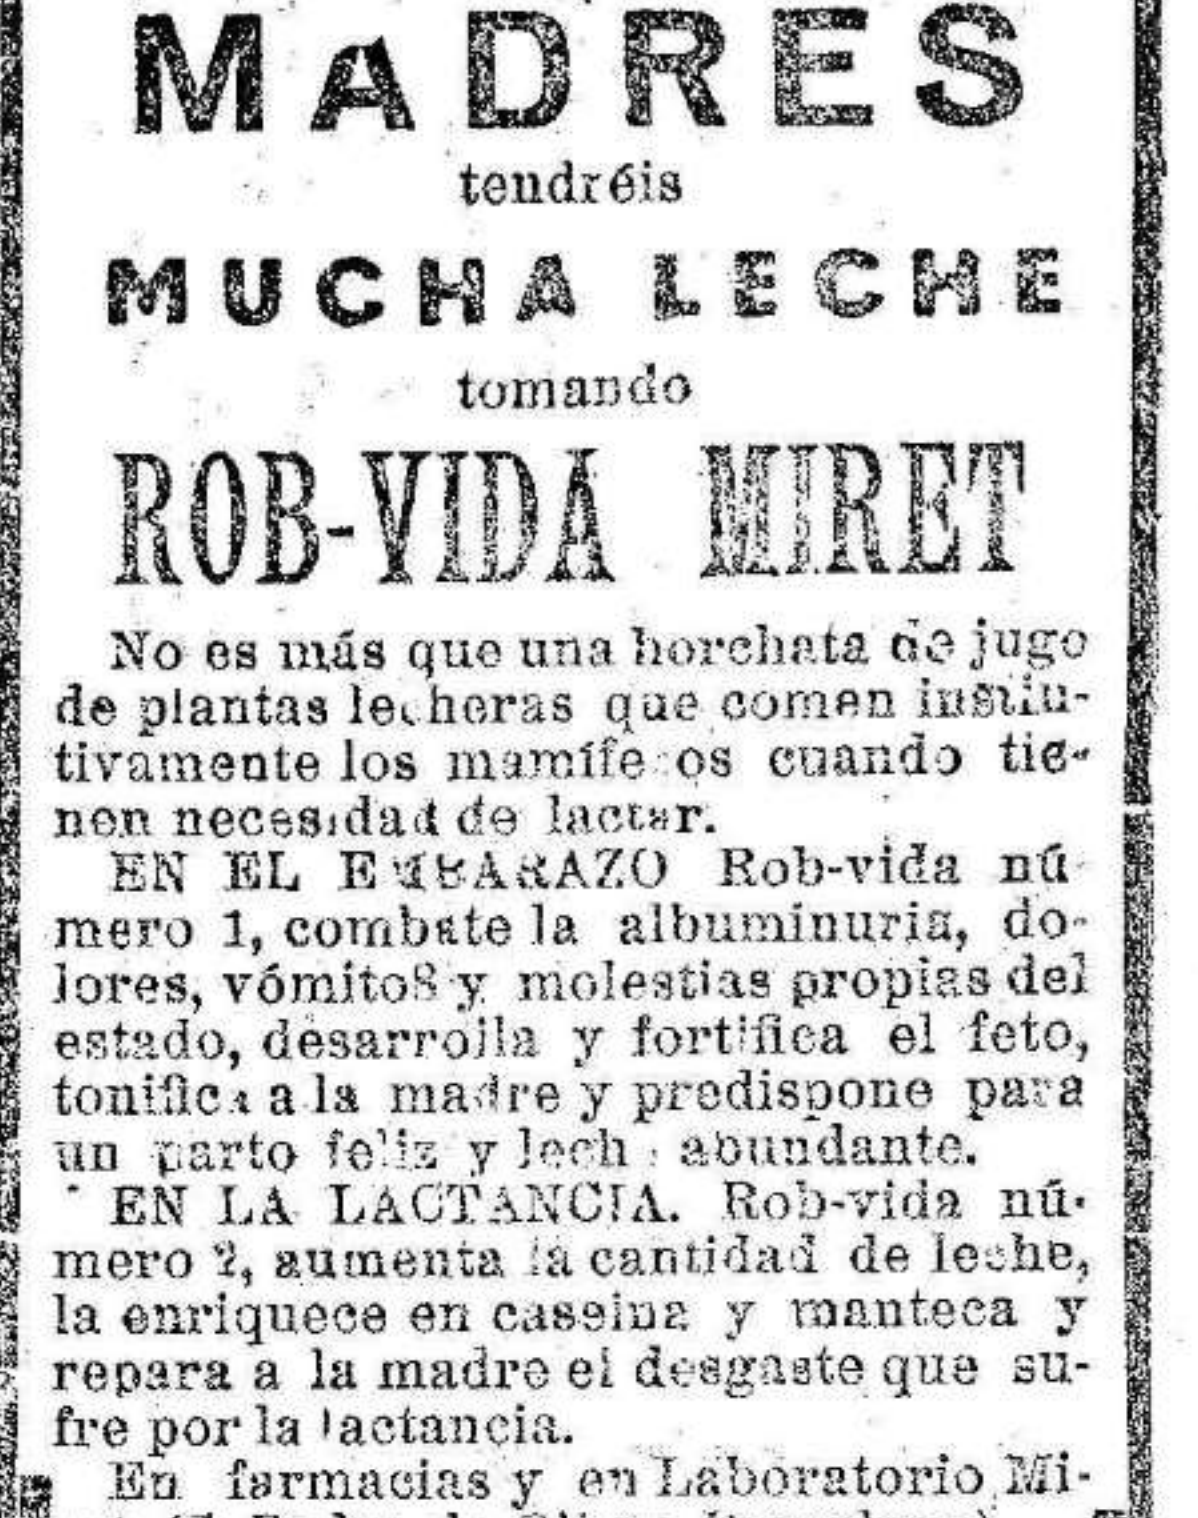 MADRES
tendréis
MUCHA LECHE
tomando
ROB-VIDA MIRET
No es más que una horchata de jugo
de plantas lecheras que comen instin-
tivamente los mamíferos cuando tie-
nen necesidad de lactar.
EN EL EMBARAZO Rob-vida nú-
mero 1, combate la albuminuria, do-
lores, vómitos y molestias propias del
estado, desarrolla y fortifica el feto,
tonifica a la madre y predispone para
un parto feliz y leche abundante.
EN LA LACTANCIA. Rob-vida nú-
mero 2, aumenta la cantidad de leche,
la enriquece en caseina y manteca y
repara a la madre el desgaste que su-
fre por la lactancia.
En farmacias y en Laboratorio Mi-